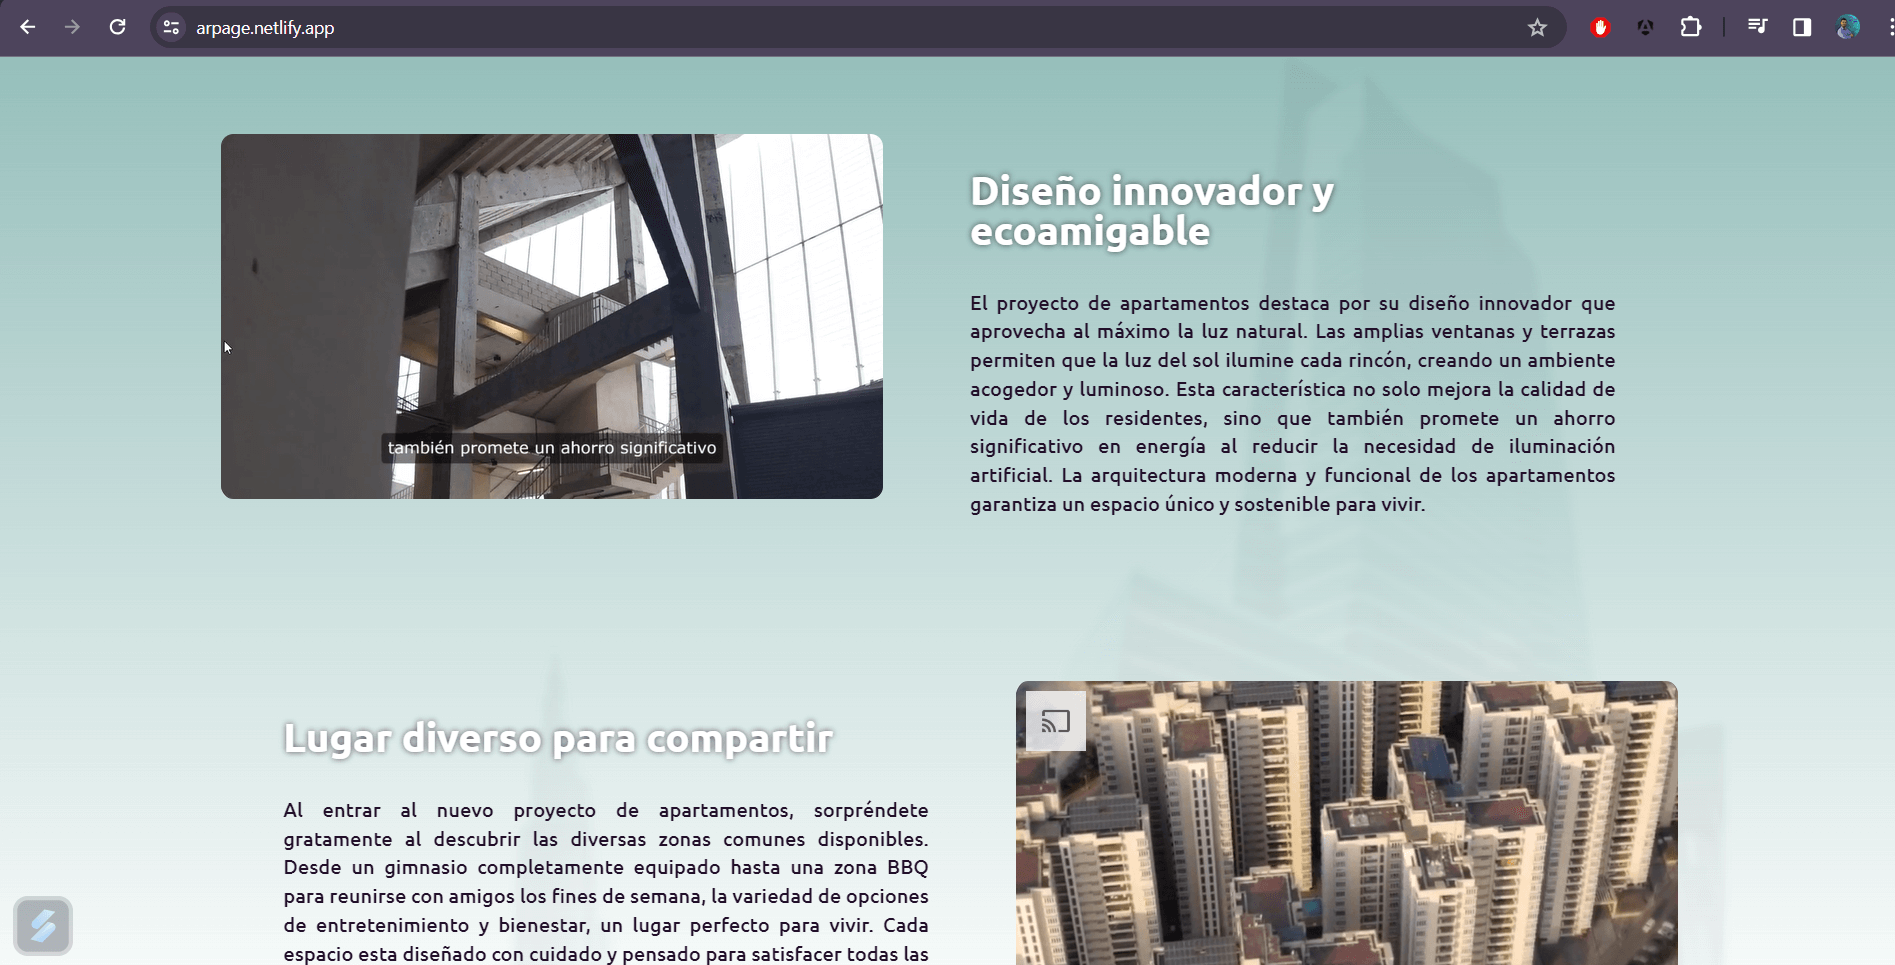 arpage.netlify.app
también promete un ahorro significativo
Diseño innovador y
ecoamigable
El proyecto de apartamentos destaca por su diseño innovador que
aprovecha al máximo la luz natural. Las amplias ventanas y terrazas
permiten que la luz del sol ilumine cada rincón, creando un ambiente
acogedor y luminoso. Esta característica no solo mejora la calidad de
vida de los residentes, sino que también promete un ahorro
significativo en energía al reducir la necesidad de iluminación
artificial. La arquitectura moderna y funcional de los apartamentos
garantiza un espacio único y sostenible para vivir.
Lugar diverso para compartir
Al entrar al nuevo proyecto de apartamentos, sorpréndete
gratamente al descubrir las diversas zonas comunes disponibles.
Desde un gimnasio completamente equipado hasta una zona BBQ
para reunirse con amigos los fines de semana, la variedad de opciones
de entretenimiento y bienestar, un lugar perfecto para vivir. Cada
espacio esta diseñado con cuidado y pensado para satisfacer todas las